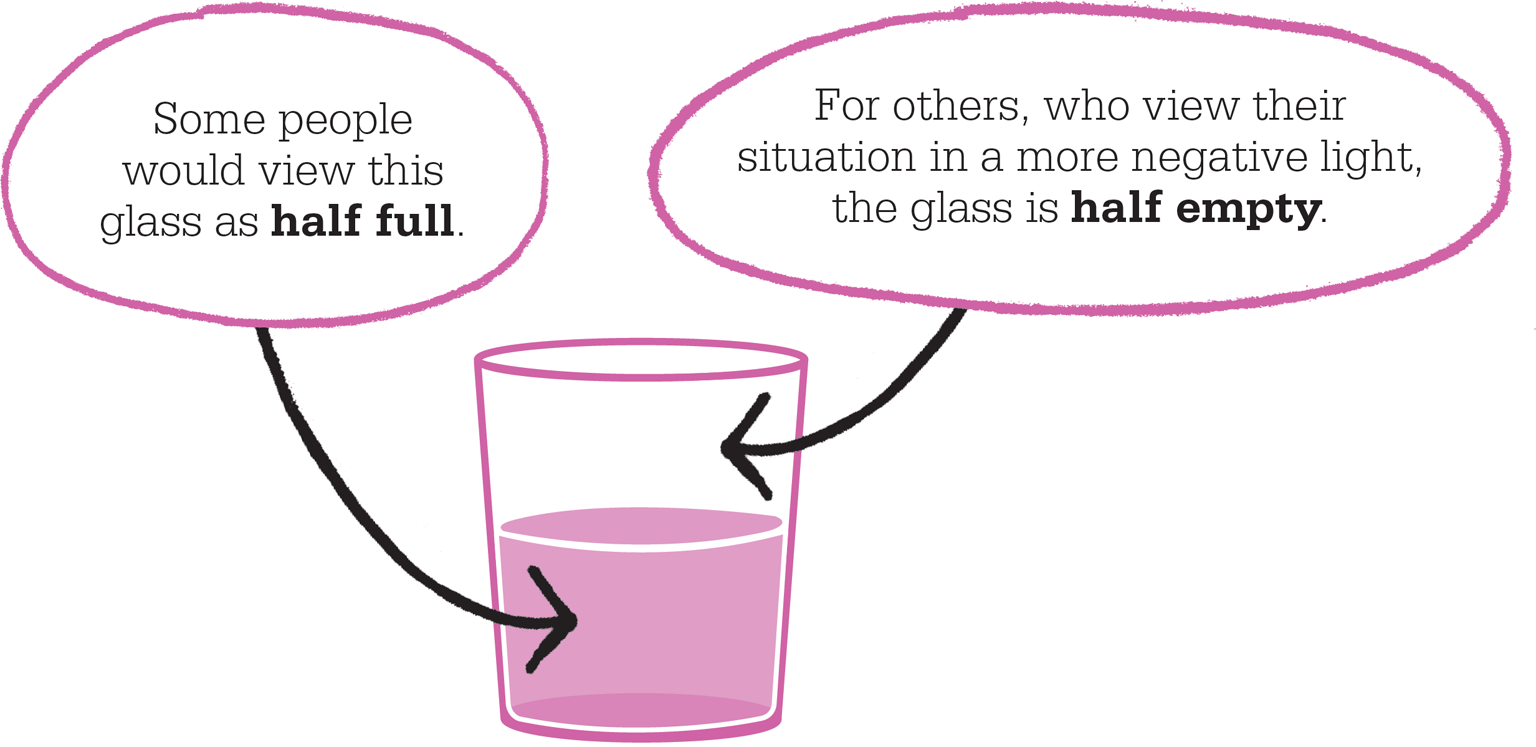 Some people
would view this
glass as half full.
For others, who view their
situation in a more negative light,
the glass is half empty.